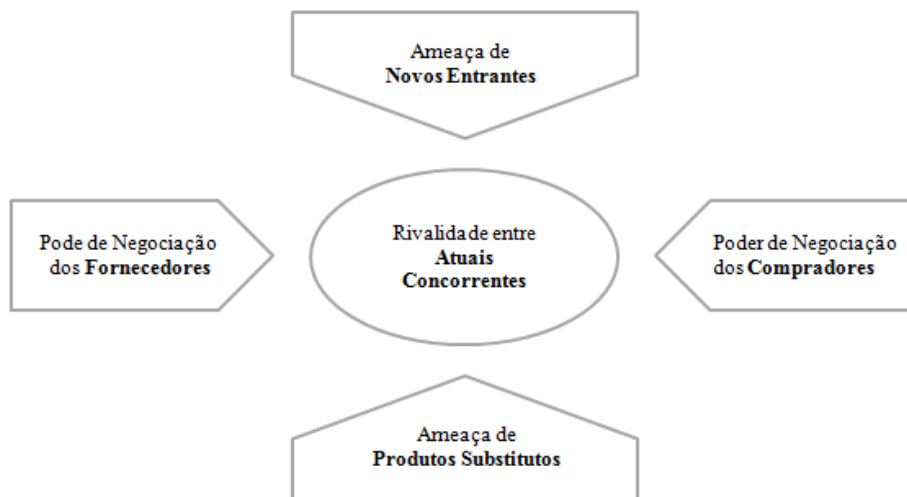 Ameaça de
Novos Entrantes
Pode de Negociação
dos Fornecedores
Rivalidade entre
Atuais
Concorrentes
Poder de Negociação
dos Compradores
Ameaça de
Produtos Substitutos